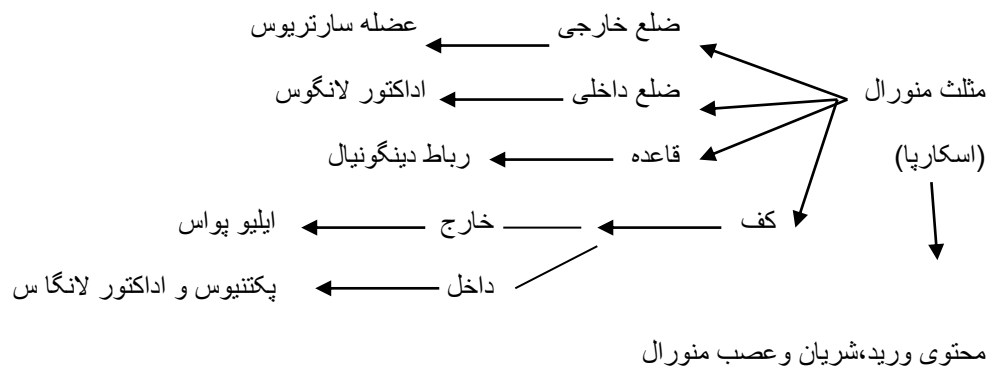 ضلع خارجی عضله سارتریوس
مثلث منورال ضلع داخلی اداکتور لانگوس
(اسکارپا) قاعده رباط دینگونیال
کف خارج ایلیو پواس
داخل پکتنیوس و اداکتور لانگا س
محتوی ورید،شریان وعصب منورال